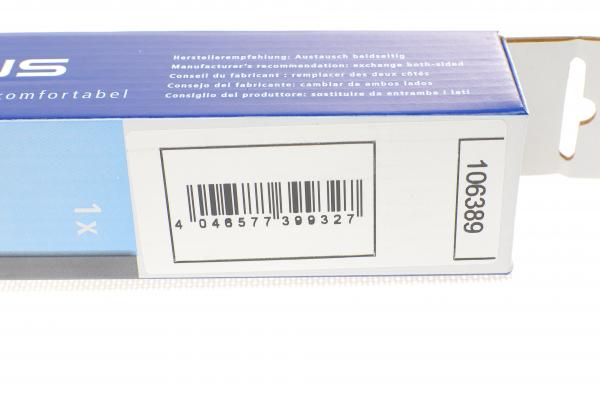 us
comfortabel
Herstellerempfehlung: Austausch beidseitig
Manufacturer's recommendation: exchange both-sided
Conseil du fabricant : remplacer des deux côtés
Consejo del fabricante: cambiar de ambos lados
Consiglio del produttore: sostituire da entrambe i lati
1x
4 046577 399327
106389